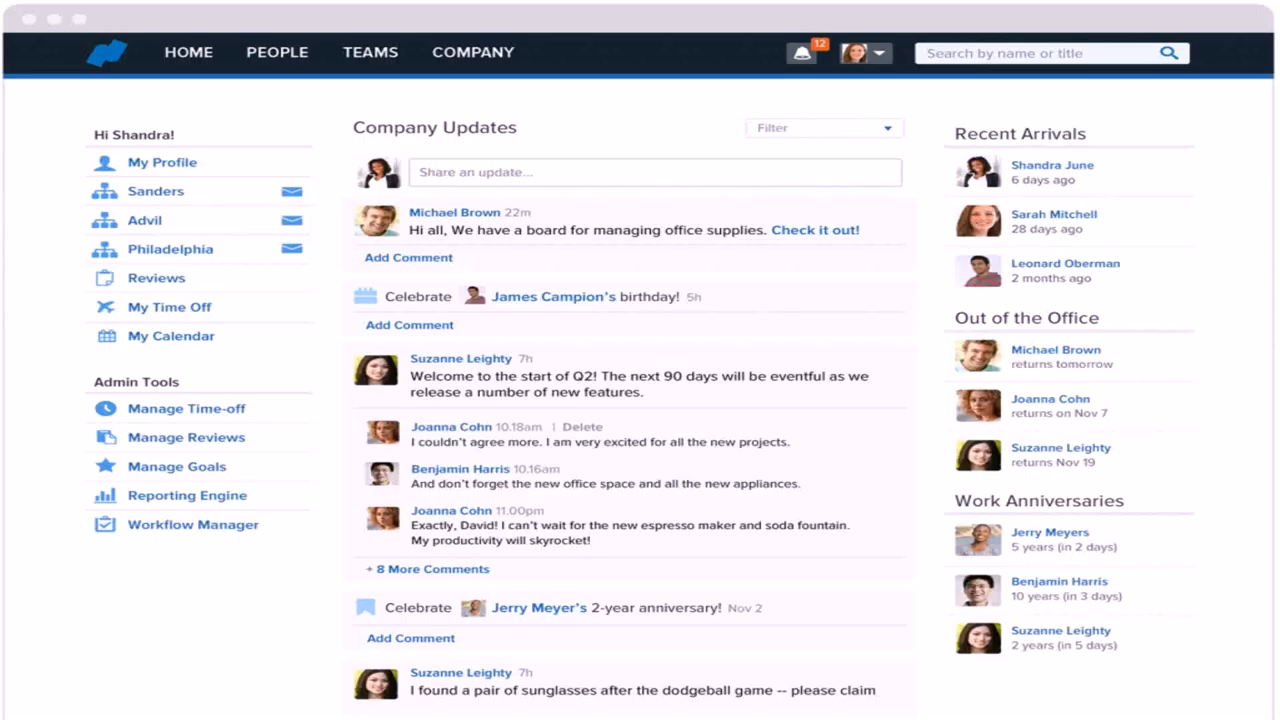 HOME PEOPLE TEAMS COMPANY
12
Search by name or title
Hi Shandra!
My Profile
Sanders
Advil
Philadelphia
Reviews
My Time Off
My Calendar
Admin Tools
Manage Time-off
Manage Reviews
Manage Goals
Reporting Engine
Workflow Manager
Company Updates
Filter
Share an update...
Michael Brown 22m
Hi all, We have a board for managing office supplies. Check it out!
Add Comment
Celebrate James Campion's birthday! 5h
Add Comment
Suzanne Leighty 7h
Welcome to the start of Q2! The next 90 days will be eventful as we
release a number of new features.
Joanna Cohn 10.18am | Delete
I couldn't agree more. I am very excited for all the new projects.
Benjamin Harris 10.16am
And don't forget the new office space and all the new appliances.
Joanna Cohn 11.00pm
Exactly, David! I can't wait for the new espresso maker and soda fountain.
My productivity will skyrocket!
+ 8 More Comments
Celebrate Jerry Meyer's 2-year anniversary! Nov 2
Add Comment
Suzanne Leighty 7h
I found a pair of sunglasses after the dodgeball game -- please claim
Recent Arrivals
Shandra June
6 days ago
Sarah Mitchell
28 days ago
Leonard Oberman
2 months ago
Out of the Office
Michael Brown
returns tomorrow
Joanna Cohn
returns on Nov 7
Suzanne Leighty
returns Nov 19
Work Anniversaries
Jerry Meyers
5 years (in 2 days)
Benjamin Harris
10 years (in 3 days)
Suzanne Leighty
2 years (in 5 days)